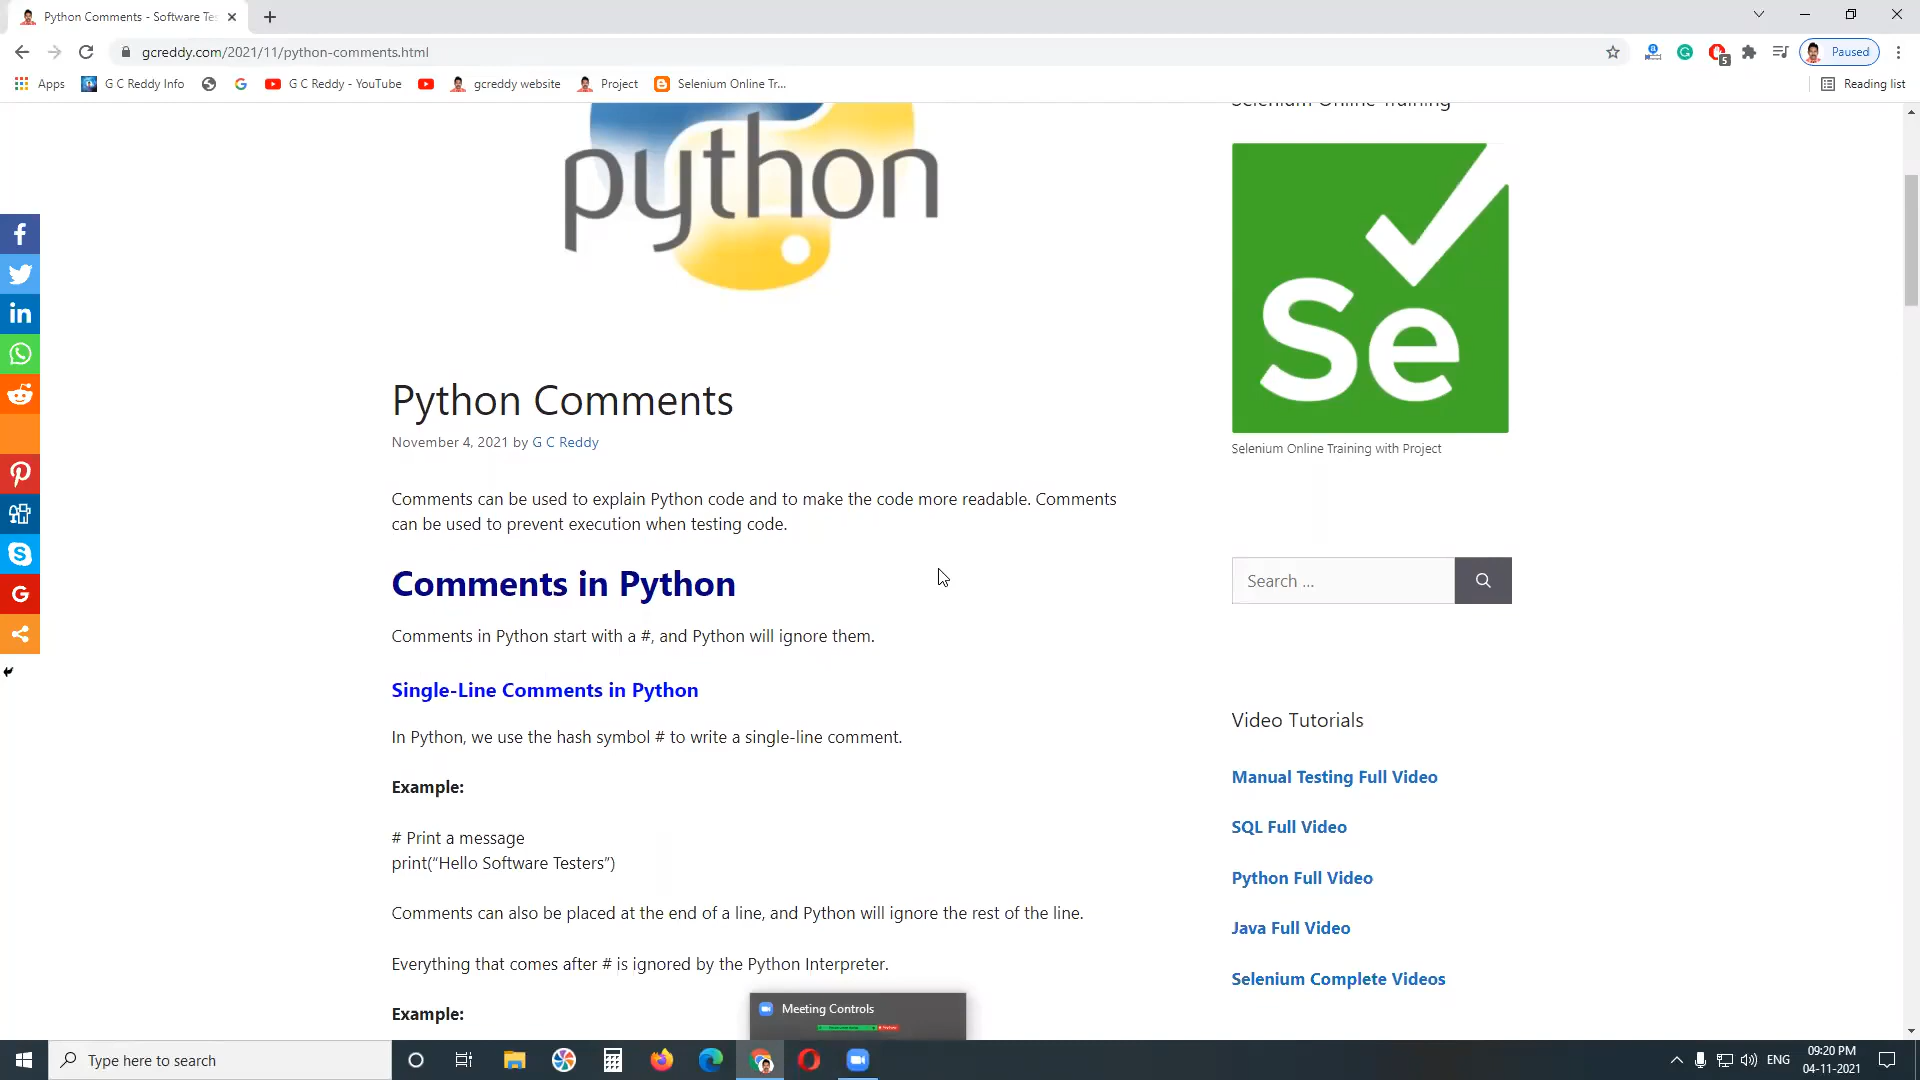 Python Comments - Software Te
gcreddy.com/2021/11/python-comments.html
5
Paused
Apps
G C Reddy Info
G C Reddy - YouTube
gcreddy website
Project
Selenium Online Tr...
Reading list
python
Selenium Online Training
Se
Selenium Online Training with Project
Python Comments
November 4, 2021 by G C Reddy
Comments can be used to explain Python code and to make the code more readable. Comments
can be used to prevent execution when testing code.
Comments in Python
Comments in Python start with a #, and Python will ignore them.
Single-Line Comments in Python
In Python, we use the hash symbol # to write a single-line comment.
Example:
# Print a message
print(“Hello Software Testers”)
Comments can also be placed at the end of a line, and Python will ignore the rest of the line.
Everything that comes after # is ignored by the Python Interpreter.
Example:
Search ...
Video Tutorials
Manual Testing Full Video
SQL Full Video
Python Full Video
Java Full Video
Selenium Complete Videos
Meeting Controls
Type here to search
ENG
09:20 PM
04-11-2021